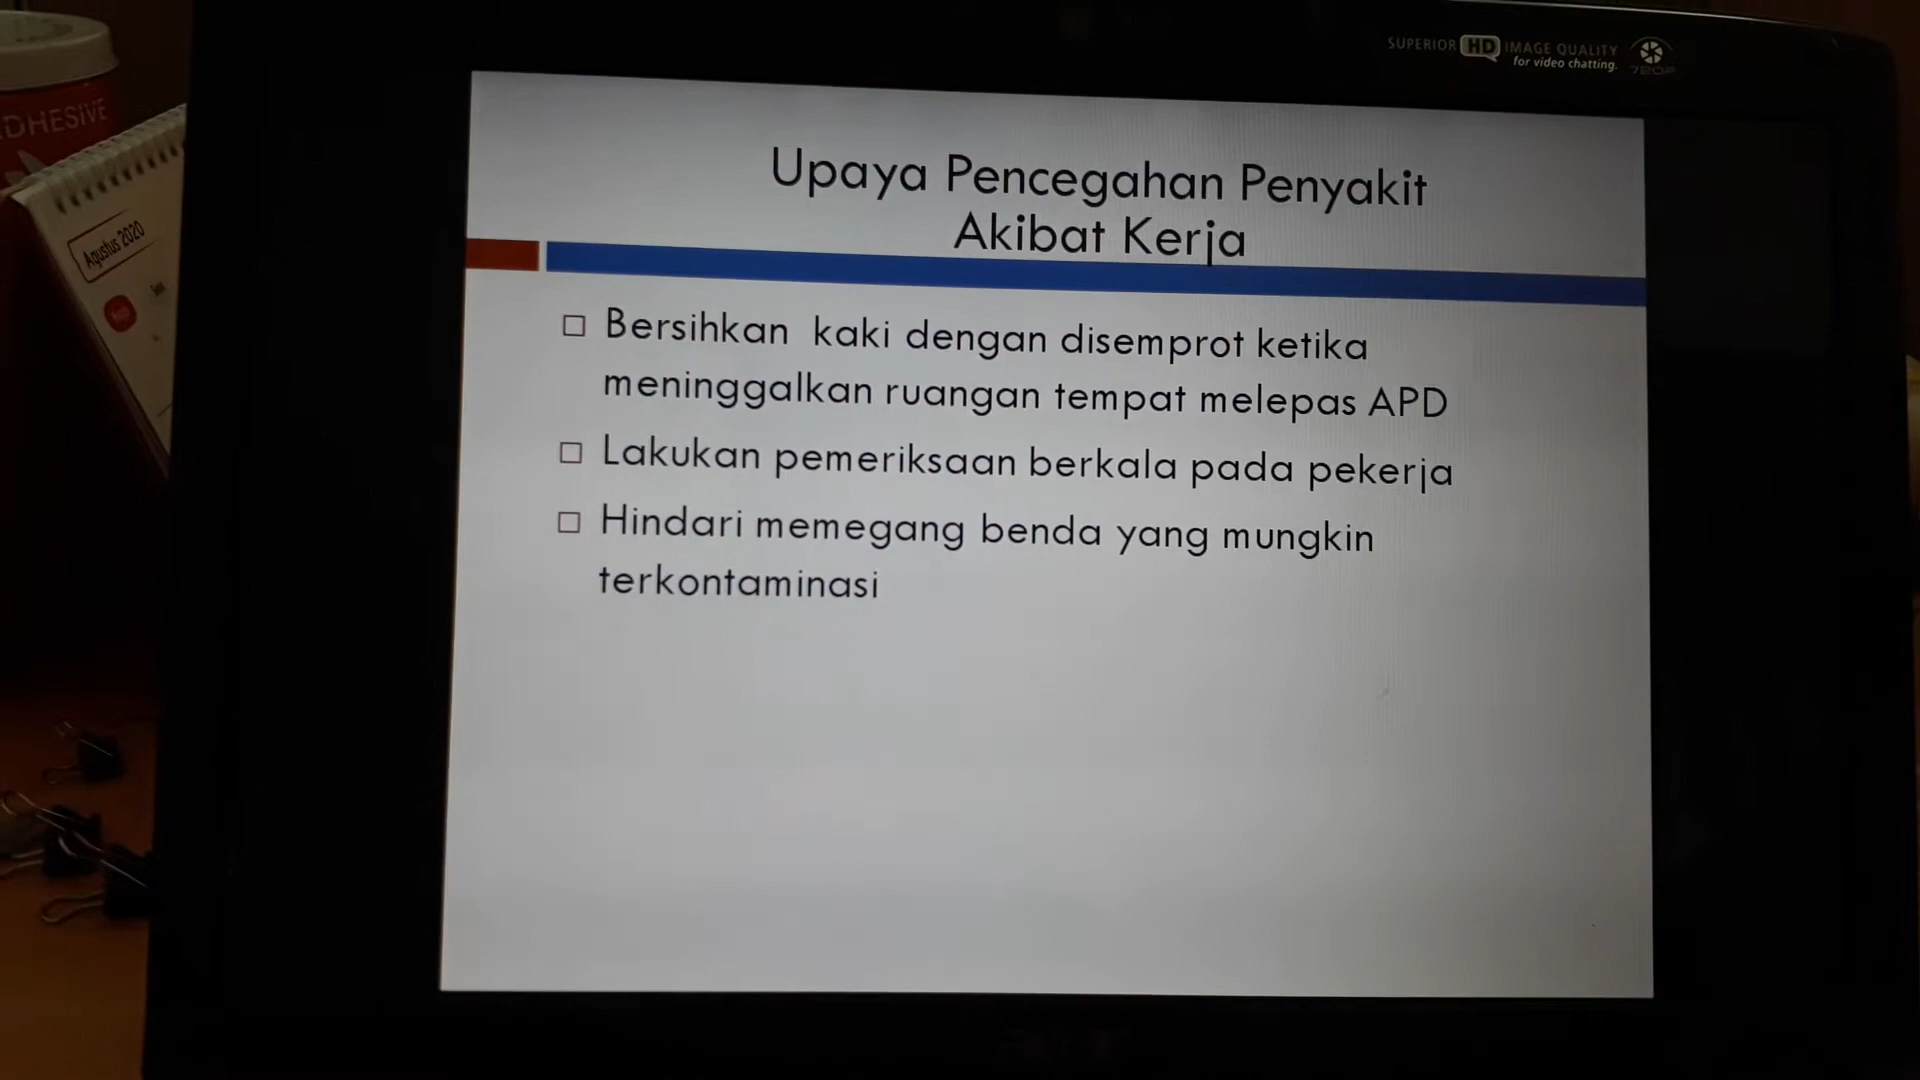 SUPERIOR HD IMAGE QUALITY
for video chatting.
720P
DHESIVE
Agustus 2020
Upaya Pencegahan Penyakit
Akibat Kerja
Bersihkan kaki dengan disemprot ketika
meninggalkan ruangan tempat melepas APD
Lakukan pemeriksaan berkala pada pekerja
Hindari memegang benda yang mungkin
terkontaminasi